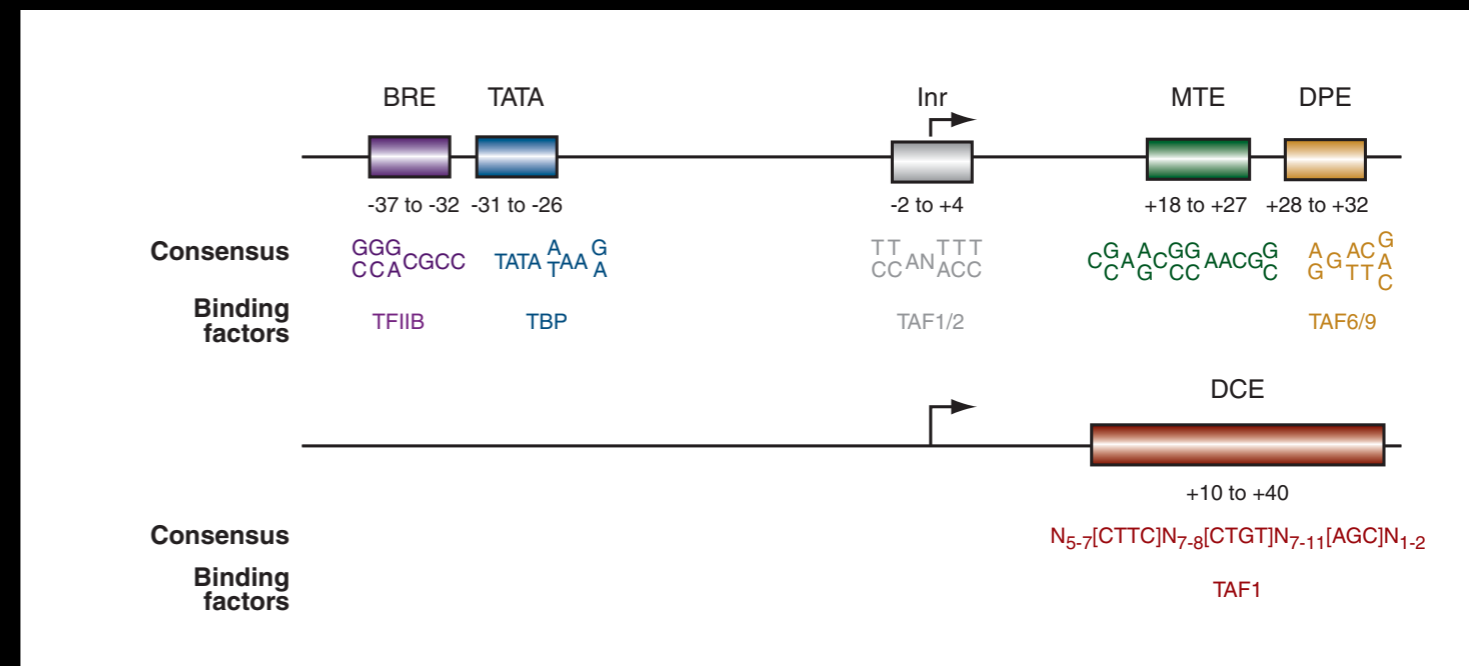 BRE TATA Inr MTE DPE
-37 to -32 -31 to -26 -2 to +4 +18 to +27 +28 to +32
GGG A G TT TTT G A GG G A AC G
Consensus CGCC TATA AA AN C A C AACG G A
CCA T A CC ACC C G CC C G TT C
Binding TFIIB TBP TAF1/2 TAF6/9
factors
DCE
+10 to +40
Consensus N5-7[CTTC]N7-8[CTGT]N7-11[AGC]N1-2
Binding TAF1
factors